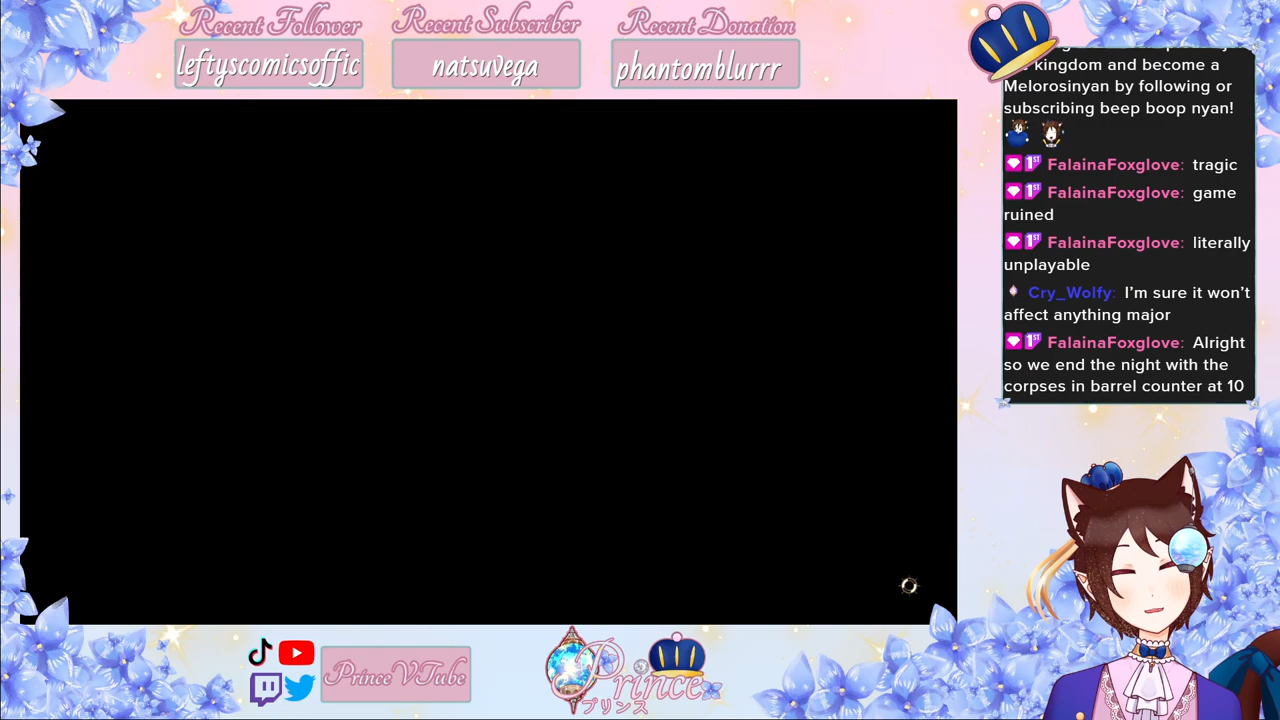 Recent Follower
Recent Subscriber
Recent Donation
leftyscomicsoffic
natsuvega
phantomblurrr
kingdom and become a
Melorosinyan by following or
subscribing beep boop nyan!
FalainaFoxglove: tragic
FalainaFoxglove: game
ruined
FalainaFoxglove: literally
unplayable
Cry_Wolfy: I'm sure it won't
affect anything major
FalainaFoxglove: Alright
so we end the night with the
corpses in barrel counter at 10
Prince VTube
Prince
プリンス